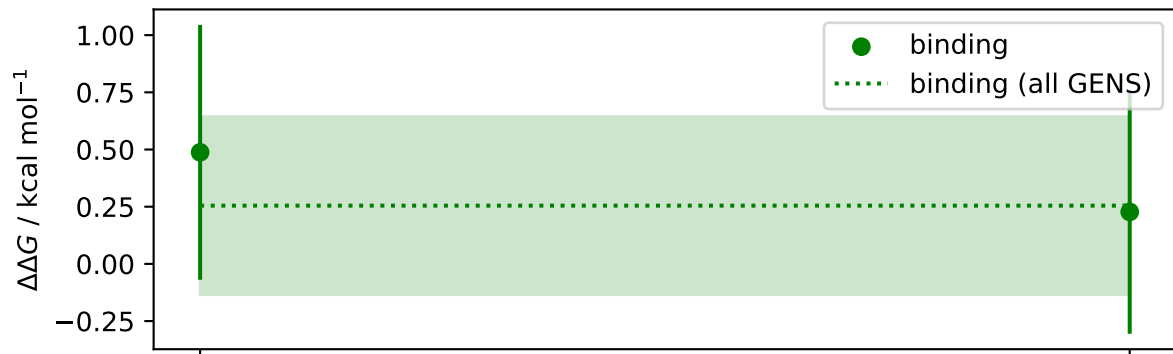 1.00
0.75
0.50
0.25
0.00
−0.25
ΔΔG / kcal mol⁻¹
binding
binding (all GENS)